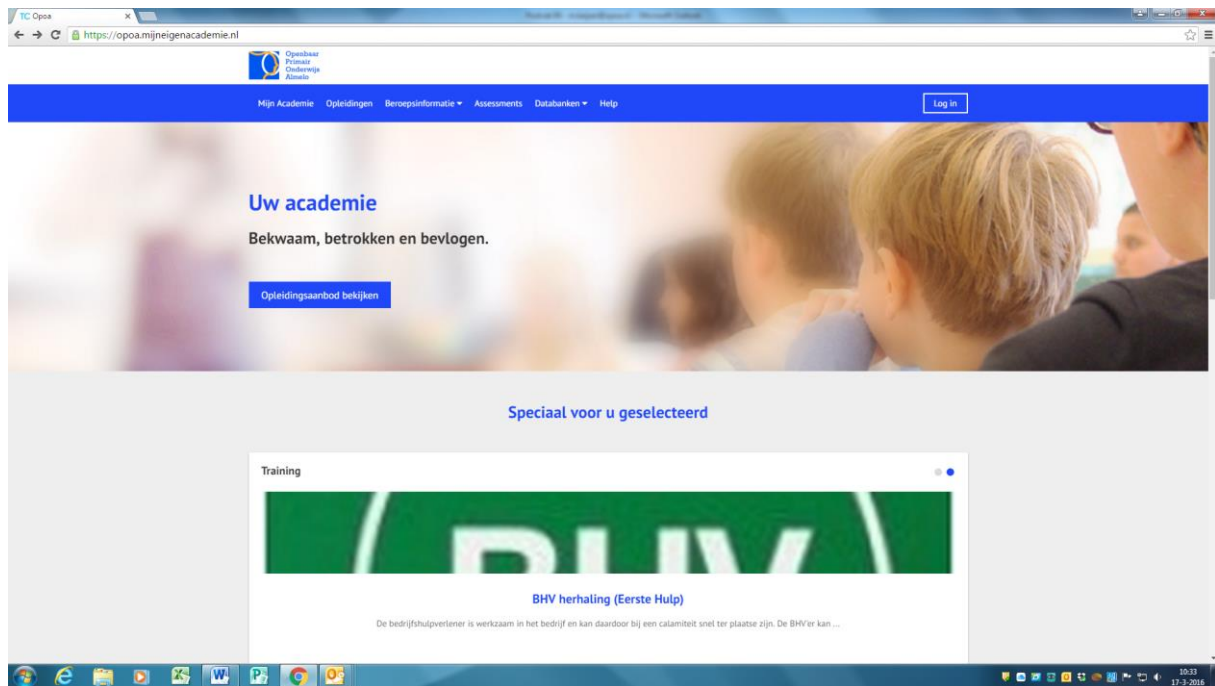 TC Opoa
https://opoa.mijneigenacademie.nl
Openbaar
Primair
Onderwijs
Almelo
Mijn Academie Opleidingen Beroepsinformatie Assessments Databanken Help Log in
Uw academie
Bekwaam, betrokken en bevlogen.
Opleidingsaanbod bekijken
Speciaal voor u geselecteerd
Training
BHV
BHV herhaling (Eerste Hulp)
De bedrijfshulpverlener is werkzaam in het bedrijf en kan daardoor bij een calamiteit snel ter plaatse zijn. De BHV'er kan ...
10:33
17-3-2016